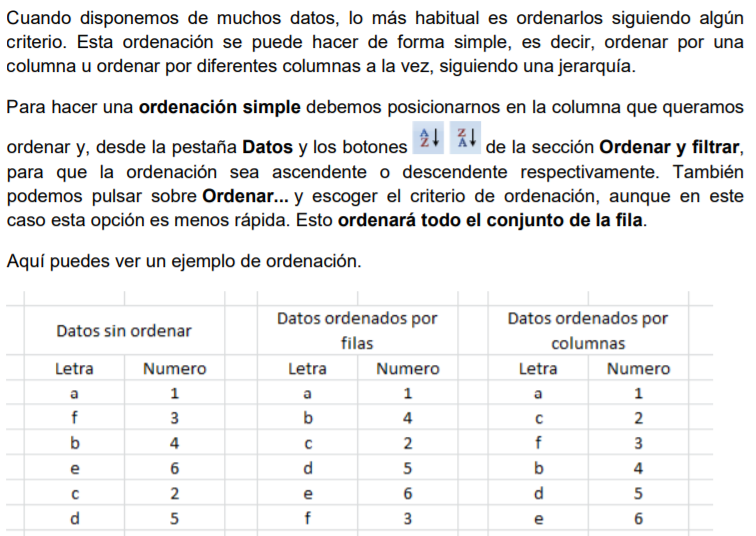 Cuando disponemos de muchos datos, lo más habitual es ordenarlos siguiendo algún
criterio. Esta ordenación se puede hacer de forma simple, es decir, ordenar por una
columna u ordenar por diferentes columnas a la vez, siguiendo una jerarquía.
Para hacer una ordenación simple debemos posicionarnos en la columna que queramos
ordenar y, desde la pestaña Datos y los botones AZ ZA de la sección Ordenar y filtrar,
para que la ordenación sea ascendente o descendente respectivamente. También
podemos pulsar sobre Ordenar... y escoger el criterio de ordenación, aunque en este
caso esta opción es menos rápida. Esto ordenará todo el conjunto de la fila.
Aquí puedes ver un ejemplo de ordenación.
Datos sin ordenar Datos ordenados por filas Datos ordenados por columnas
Letra Numero Letra Numero Letra Numero
a 1 a 1 a 1
f 3 b 4 c 2
b 4 c 2 f 3
e 6 d 5 b 4
c 2 e 6 d 5
d 5 f 3 e 6